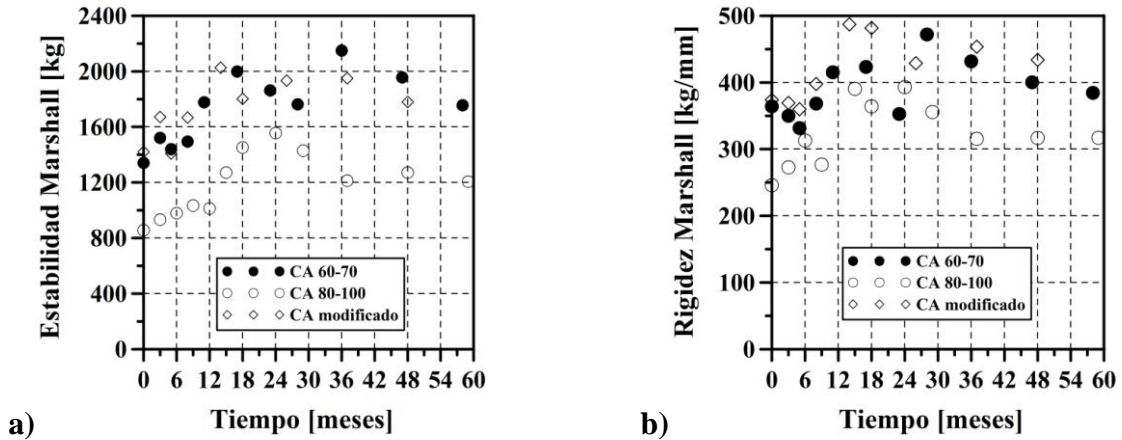 2400
2000
1600
1200
800
400
0
Estabilidad Marshall [kg]
CA 60-70
CA 80-100
CA modificado
0 6 12 18 24 30 36 42 48 54 60
Tiempo [meses]
a)
500
400
300
200
100
0
Rigidez Marshall [kg/mm]
CA 60-70
CA 80-100
CA modificado
0 6 12 18 24 30 36 42 48 54 60
Tiempo [meses]
b)